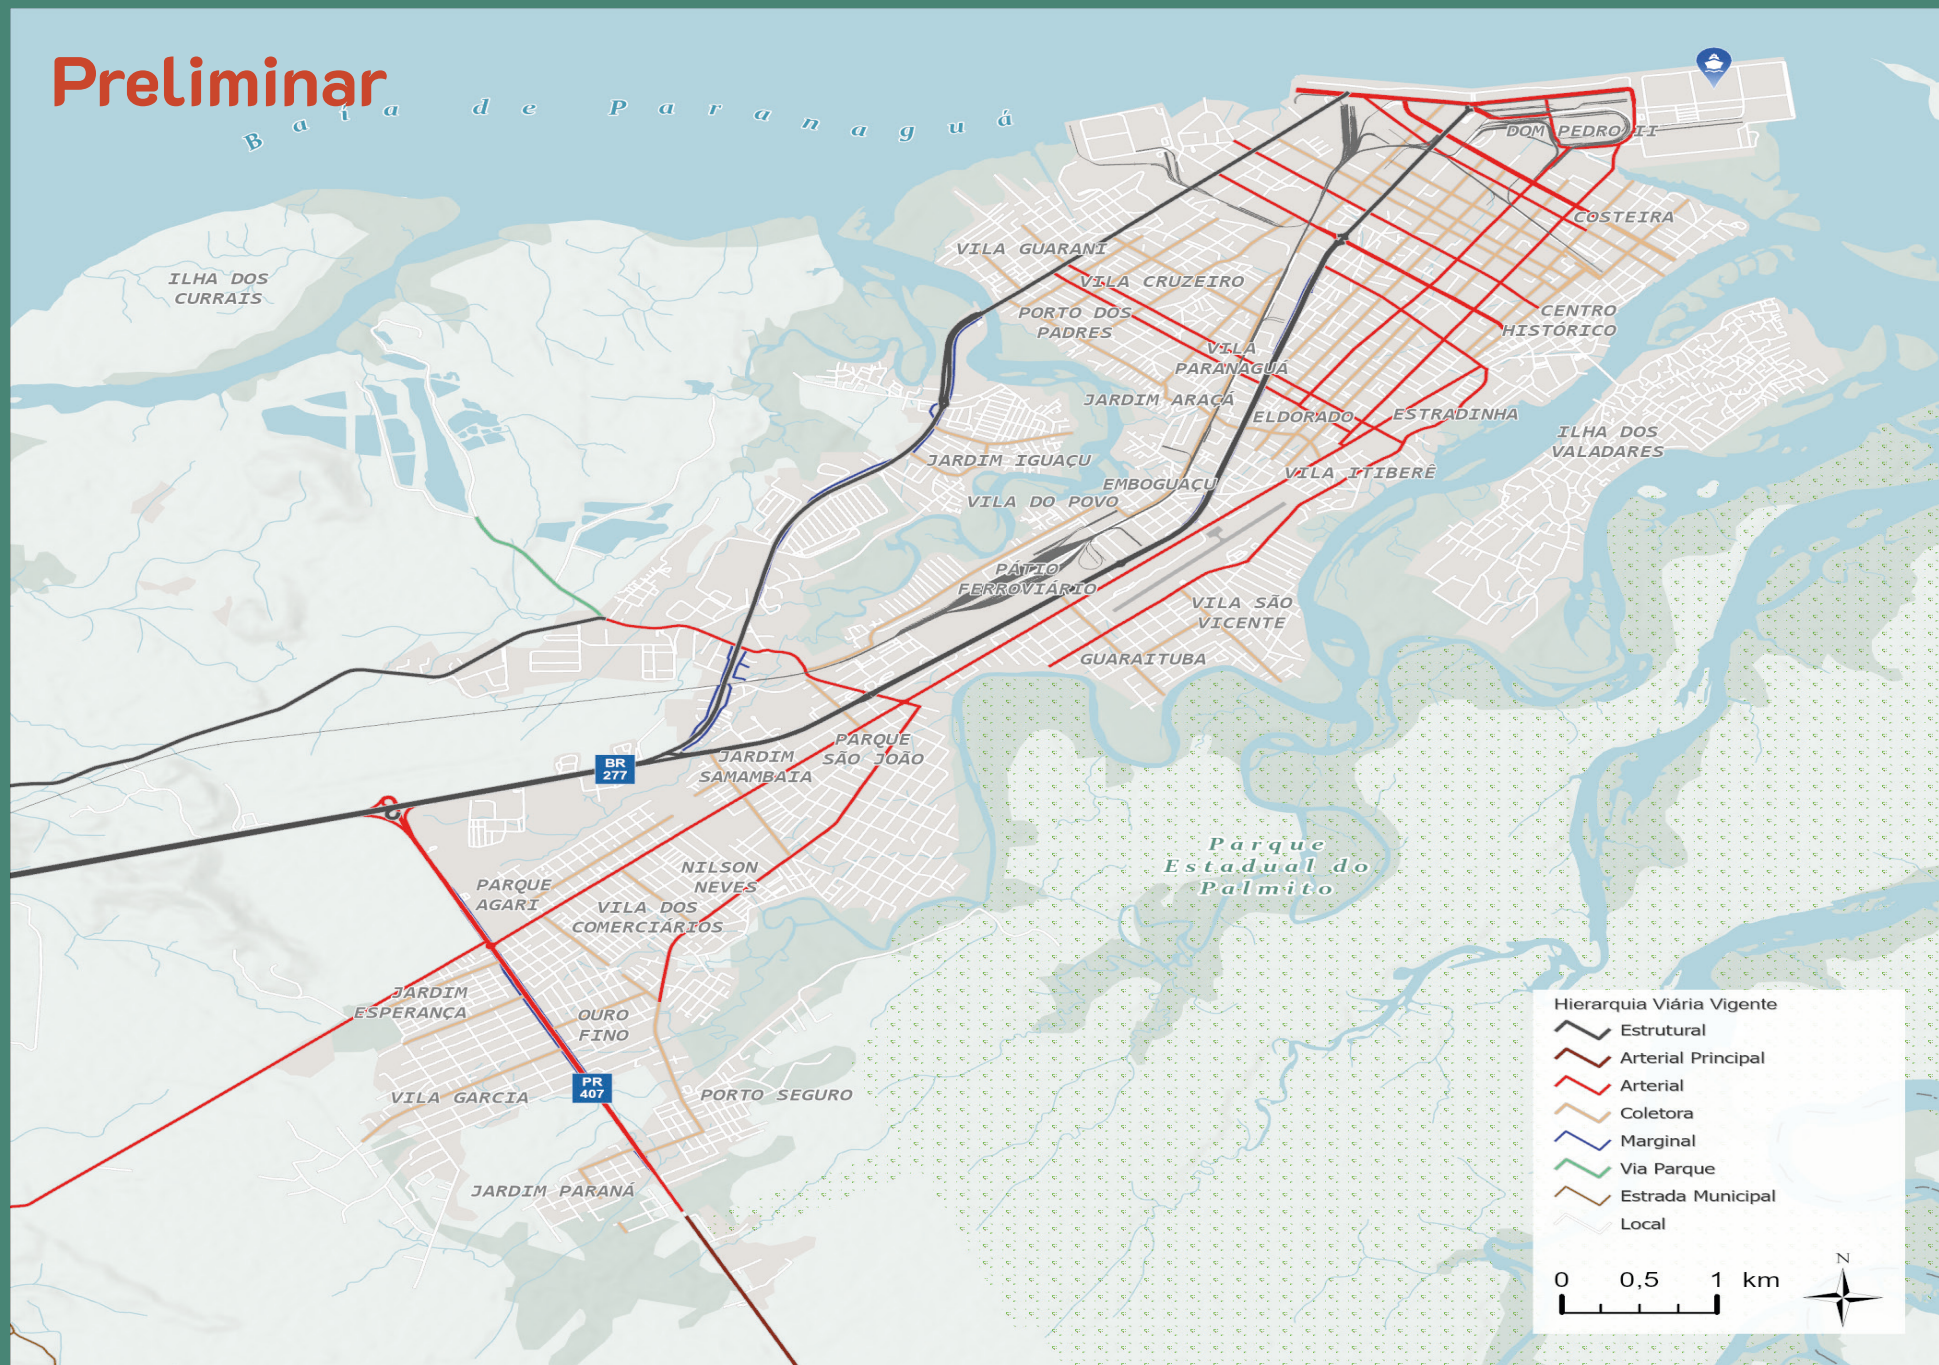 Preliminar
Baía de Paranaguá
DOM PEDRO II
COSTEIRA
VILA GUARANI
ILHA DOS
CURRAIS
VILA CRUZEIRO
PORTO DOS
PADRES
CENTRO
HISTÓRICO
VILA
PARANAGUÁ
JARDIM ARAÇÁ
ELDORADO
ESTRADINHA
ILHA DOS
VALADARES
JARDIM IGUAÇU
VILA ITIBERÊ
EMBOGUAÇU
VILA DO POVO
PÁTIO
FERROVIÁRIO
VILA SÃO
VICENTE
GUARAITUBA
BR
277
JARDIM
SAMAMBAIA
PARQUE
SÃO JOÃO
Parque
Estadual do
Palmito
NILSON
NEVES
PARQUE
AGARI
VILA DOS
COMERCIÁRIOS
JARDIM
ESPERANÇA
OURO
FINO
PR
407
VILA GARCIA
PORTO SEGURO
JARDIM PARANÁ
Hierarquia Viária Vigente
Estrutural
Arterial Principal
Arterial
Coletora
Marginal
Via Parque
Estrada Municipal
Local
0 0,5 1 km
N